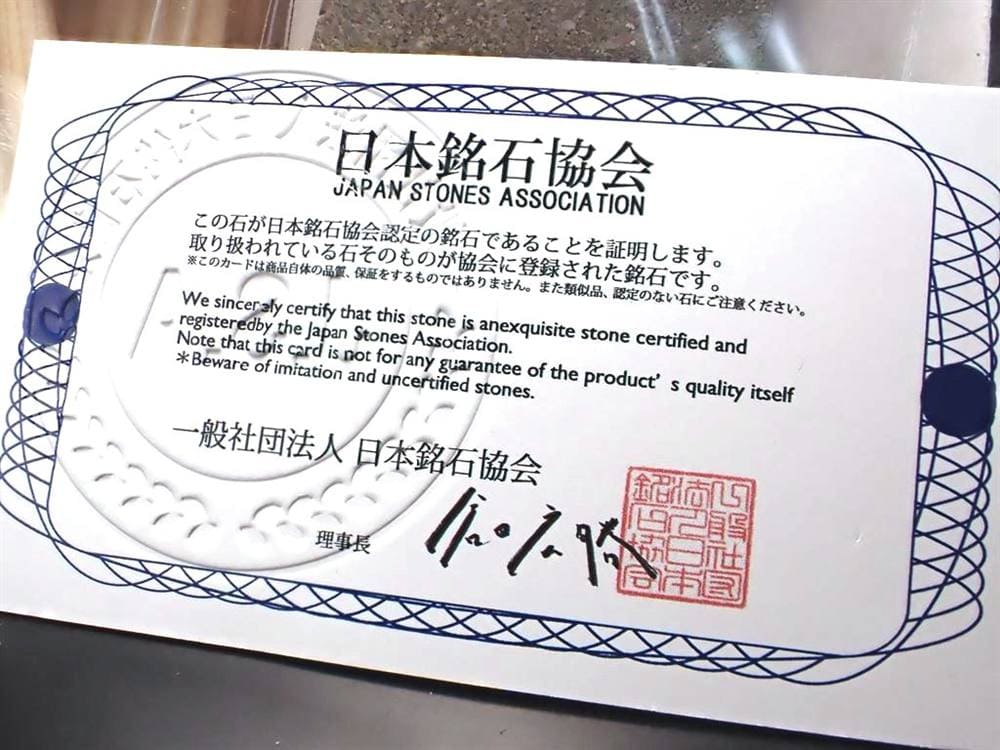 日本銘石協会
JAPAN STONES ASSOCIATION
この石が日本銘石協会認定の銘石であることを証明します。
取り扱われている石そのものが協会に登録された銘石です。
※このカードは商品自体の品質、保証をするものではありません。また類似品、認定のない石にご注意ください。
We sincerely certify that this stone is anexquisite stone certified and
registeredby the Japan Stones Association.
Note that this card is not for any guarantee of the product’s quality itself
＊Beware of imitation and uncertified stones.
一般社団法人 日本銘石協会
理事長